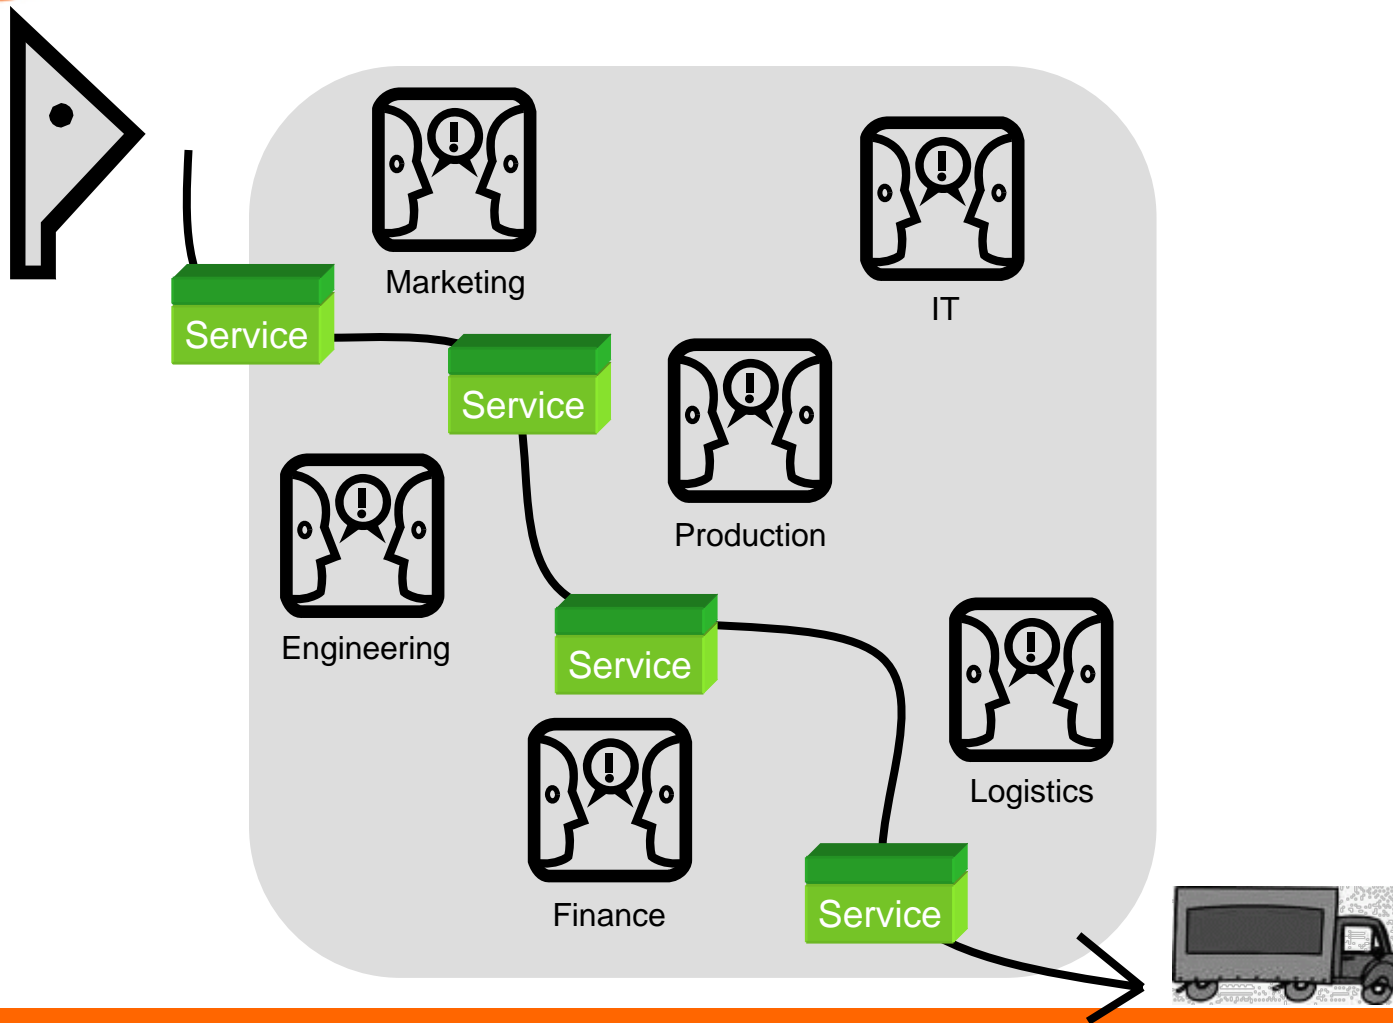 Marketing
IT
Service
Service
Production
Engineering
Service
Logistics
Finance
Service